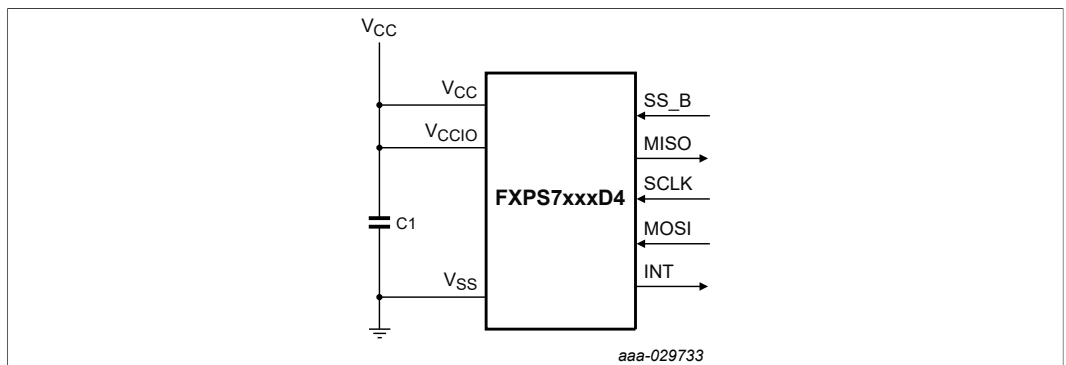 VCC
VCC
VCCIO
C1
VSS
FXPS7xxxD4
SS_B
MISO
SCLK
MOSI
INT
aaa-029733